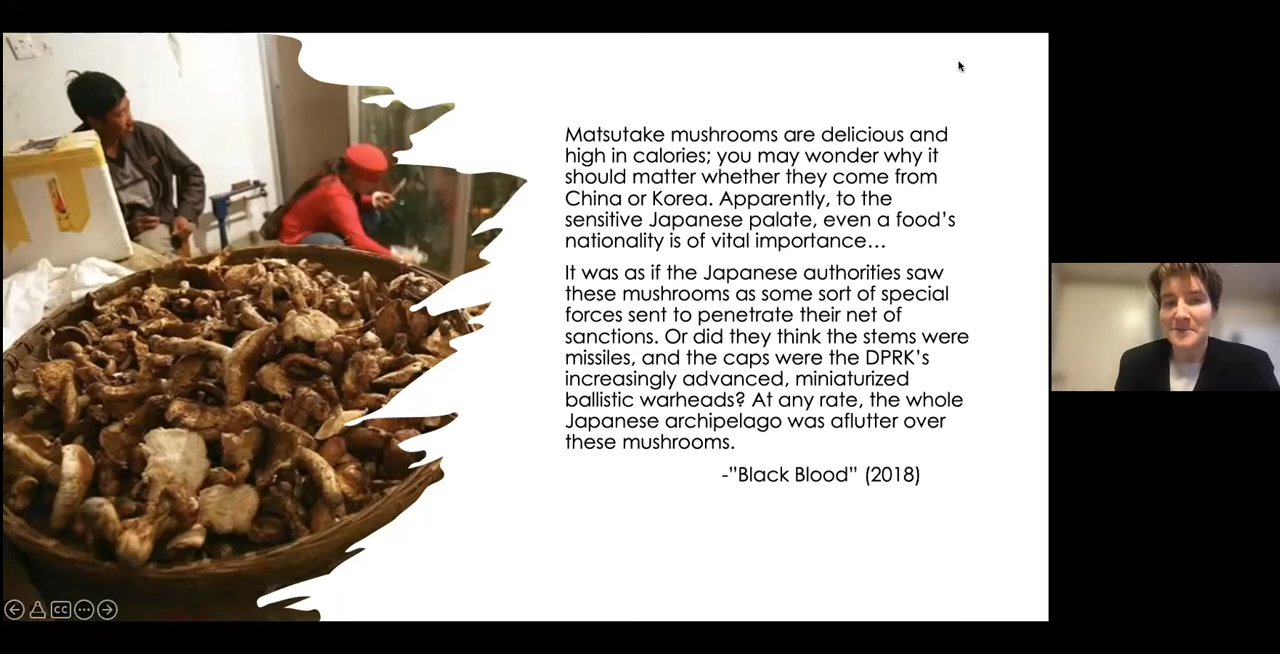 Matsutake mushrooms are delicious and
high in calories; you may wonder why it
should matter whether they come from
China or Korea. Apparently, to the
sensitive Japanese palate, even a food’s
nationality is of vital importance…
It was as if the Japanese authorities saw
these mushrooms as some sort of special
forces sent to penetrate their net of
sanctions. Or did they think the stems were
missiles, and the caps were the DPRK’s
increasingly advanced, miniaturized
ballistic warheads? At any rate, the whole
Japanese archipelago was aflutter over
these mushrooms.
-”Black Blood” (2018)
CC